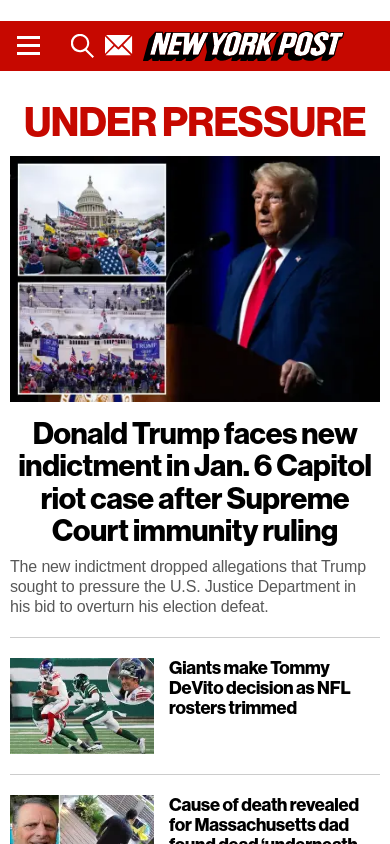 NEW YORK POST
UNDER PRESSURE
TRUMP
Donald Trump faces new
indictment in Jan. 6 Capitol
riot case after Supreme
Court immunity ruling
The new indictment dropped allegations that Trump
sought to pressure the U.S. Justice Department in
his bid to overturn his election defeat.
Giants make Tommy
DeVito decision as NFL
rosters trimmed
Cause of death revealed
for Massachusetts dad
found dead 'underneath